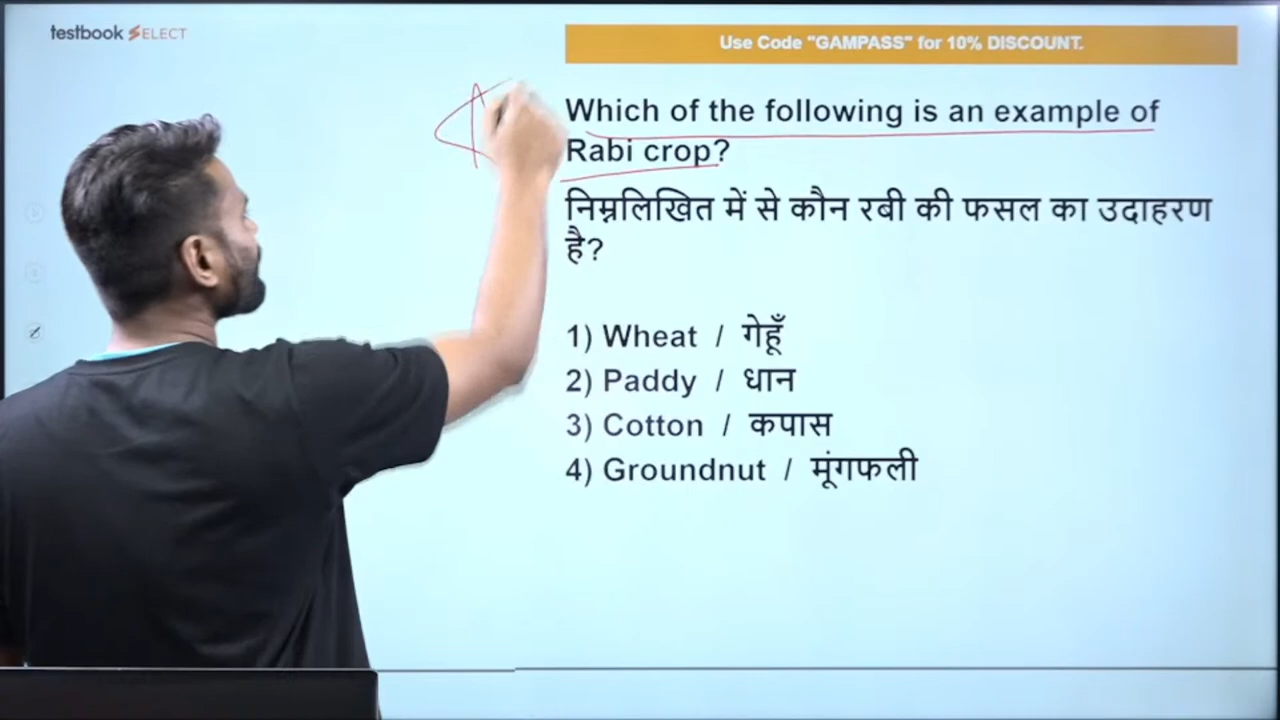 testbook SELECT
Use Code "GAMPASS" for 10% DISCOUNT.
Which of the following is an example of
Rabi crop?
निम्नलिखित में से कौन रबी की फसल का उदाहरण
है?
1) Wheat / गेहूँ
2) Paddy / धान
3) Cotton / कपास
4) Groundnut / मूंगफली